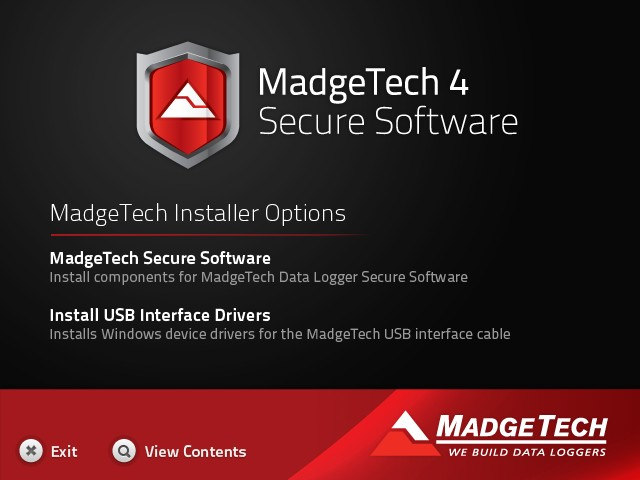 MadgeTech 4
Secure Software
MadgeTech Installer Options
MadgeTech Secure Software
Install components for MadgeTech Data Logger Secure Software
Install USB Interface Drivers
Installs Windows device drivers for the MadgeTech USB interface cable
Exit
View Contents
MADGETECH
WE BUILD DATA LOGGERS